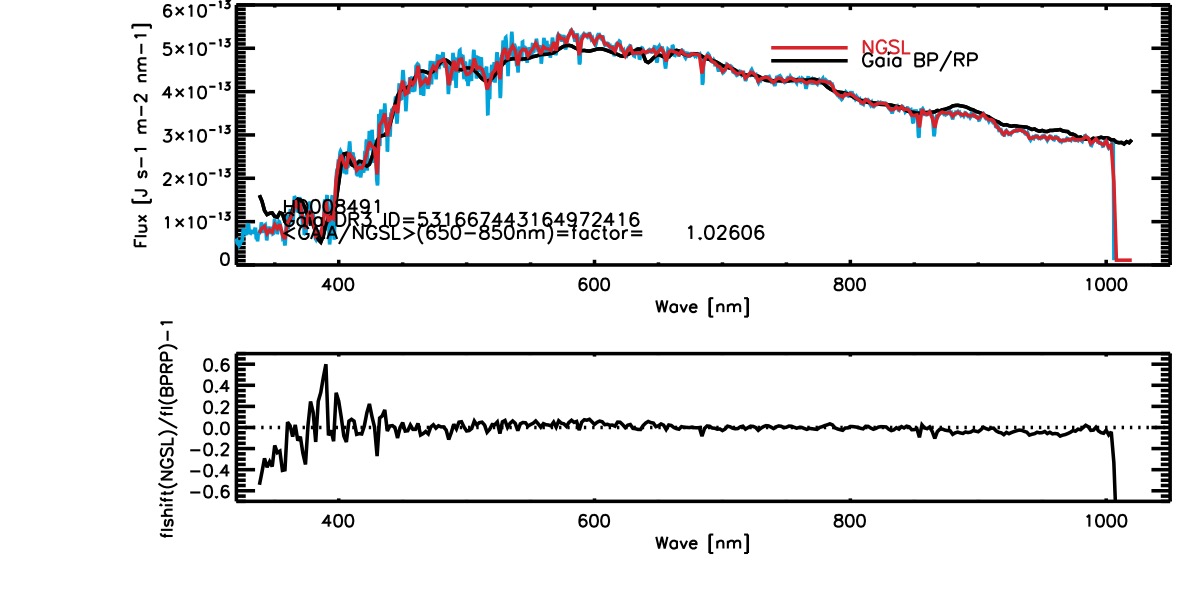 6×10⁻¹³
5×10⁻¹³
4×10⁻¹³
3×10⁻¹³
2×10⁻¹³
1×10⁻¹³
0
Flux [J s−1 m−2 nm−1]
NGSL
Gaia BP/RP
HD008491
Gaia DR3 ID=531667443164972416
<GAIA/NGSL>(650−850nm)=factor= 1.02606
400 600 800 1000
Wave [nm]
flshift(NGSL)/fl(BPRP)−1
0.6
0.4
0.2
0.0
−0.2
−0.4
−0.6
400 600 800 1000
Wave [nm]